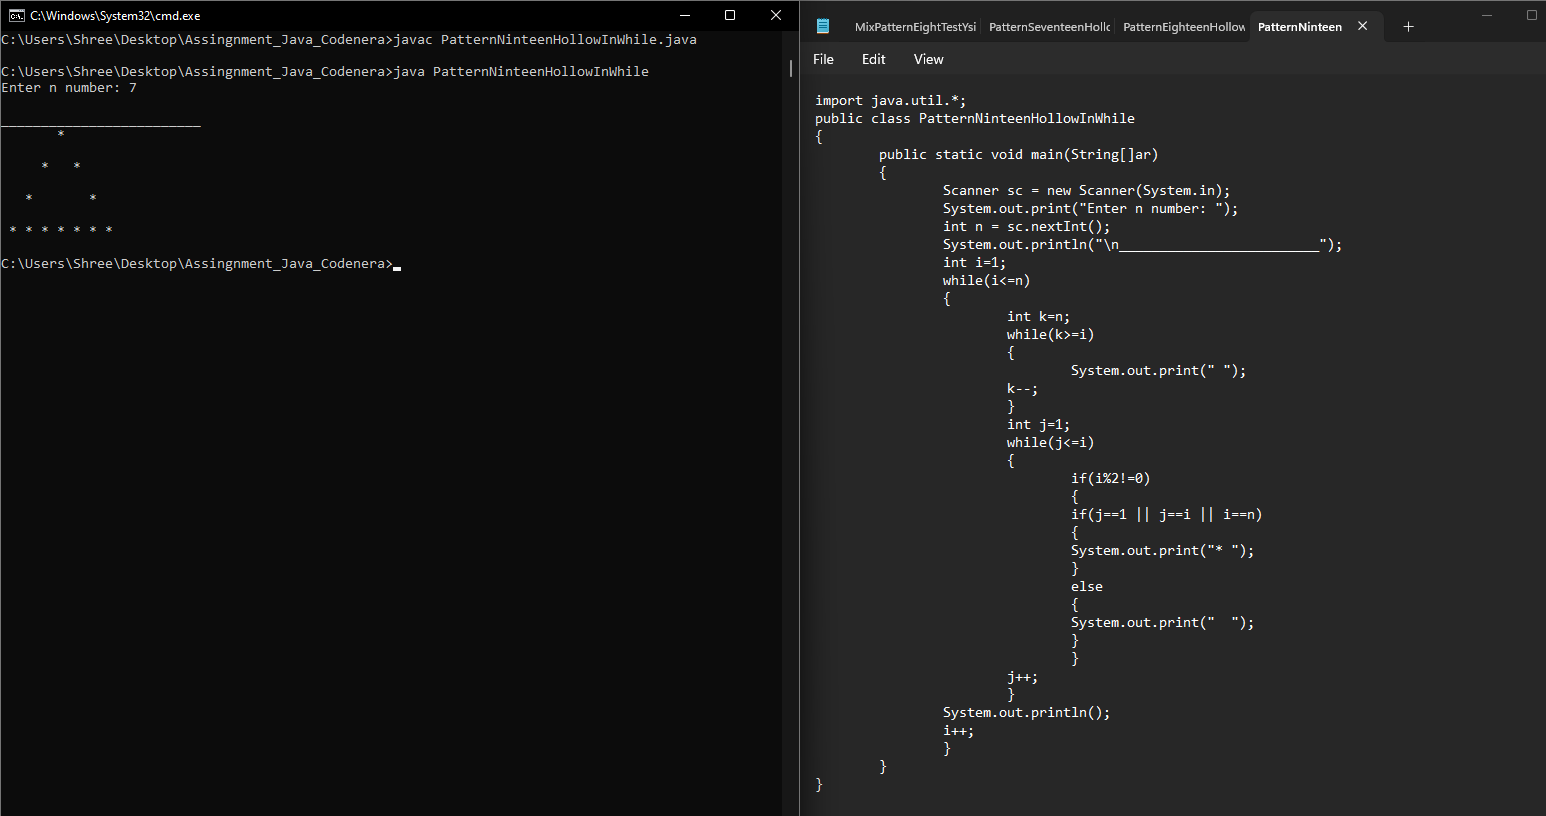 C:\Windows\System32\cmd.exe
C:\Users\Shree\Desktop\Assingnment_Java_Codenera>javac PatternNinteenHollowInWhile.java
C:\Users\Shree\Desktop\Assingnment_Java_Codenera>java PatternNinteenHollowInWhile
Enter n number: 7
_________________________
*
* *
* *
* * * * * * *
C:\Users\Shree\Desktop\Assingnment_Java_Codenera>
MixPatternEightTestYsi PatternSeventeenHollc PatternEighteenHollow PatternNinteen
File Edit View
import java.util.*;
public class PatternNinteenHollowInWhile
{
public static void main(String[]ar)
{
Scanner sc = new Scanner(System.in);
System.out.print("Enter n number: ");
int n = sc.nextInt();
System.out.println("\n_________________________");
int i=1;
while(i<=n)
{
int k=n;
while(k>=i)
{
System.out.print(" ");
k--;
}
int j=1;
while(j<=i)
{
if(i%2!=0)
{
if(j==1 || j==i || i==n)
{
System.out.print("* ");
}
else
{
System.out.print("  ");
}
}
j++;
}
System.out.println();
i++;
}
}
}